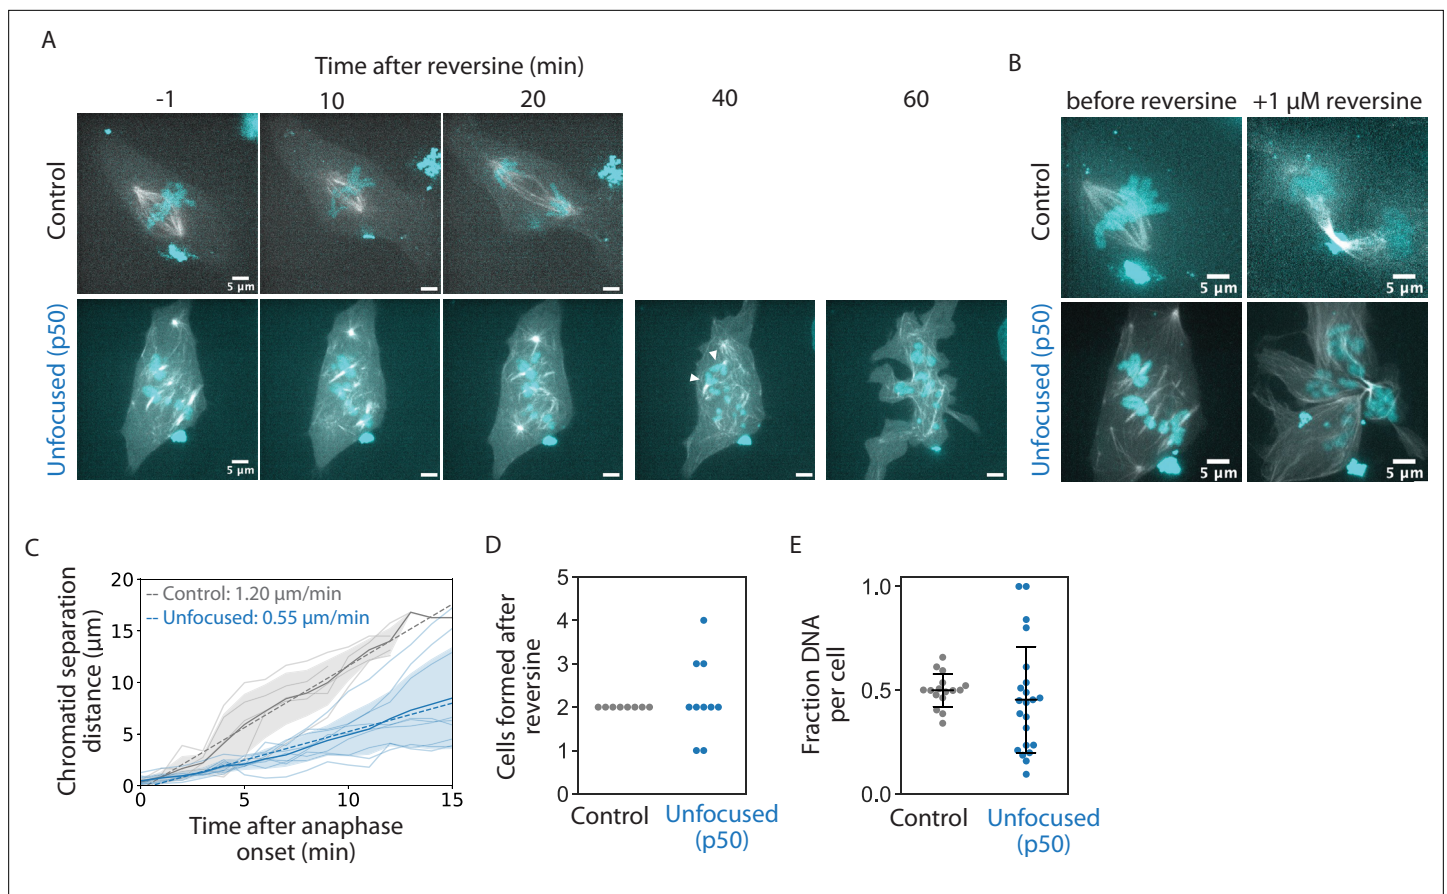 A
Time after reversine (min)
-1
10
20
40
60
Control
5 µm
Unfocused (p50)
5 µm
B
before reversine
+1 µM reversine
Control
5 µm
5 µm
Unfocused (p50)
5 µm
5 µm
C
Chromatid separation
distance (µm)
20
15
10
5
0
-- Control: 1.20 µm/min
-- Unfocused: 0.55 µm/min
0
5
10
15
Time after anaphase
onset (min)
D
Cells formed after
reversine
5
4
3
2
1
0
Control
Unfocused
(p50)
E
Fraction DNA
per cell
1.0
0.5
0.0
Control
Unfocused
(p50)